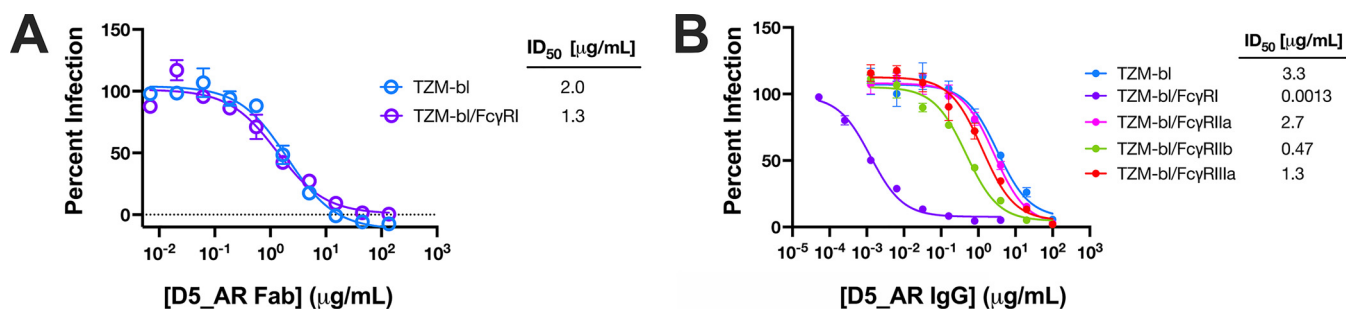 A
Percent Infection
150
100
50
0
10⁻²
10⁻¹
10⁰
10¹
10²
10³
[D5_AR Fab] (μg/mL)
ID₅₀ [μg/mL]
TZM-bl 2.0
TZM-bl/FcγRI 1.3
B
Percent Infection
150
100
50
0
10⁻⁵
10⁻⁴
10⁻³
10⁻²
10⁻¹
10⁰
10¹
10²
10³
[D5_AR IgG] (μg/mL)
ID₅₀ [μg/mL]
TZM-bl 3.3
TZM-bl/FcγRI 0.0013
TZM-bl/FcγRIIa 2.7
TZM-bl/FcγRIIb 0.47
TZM-bl/FcγRIIIa 1.3